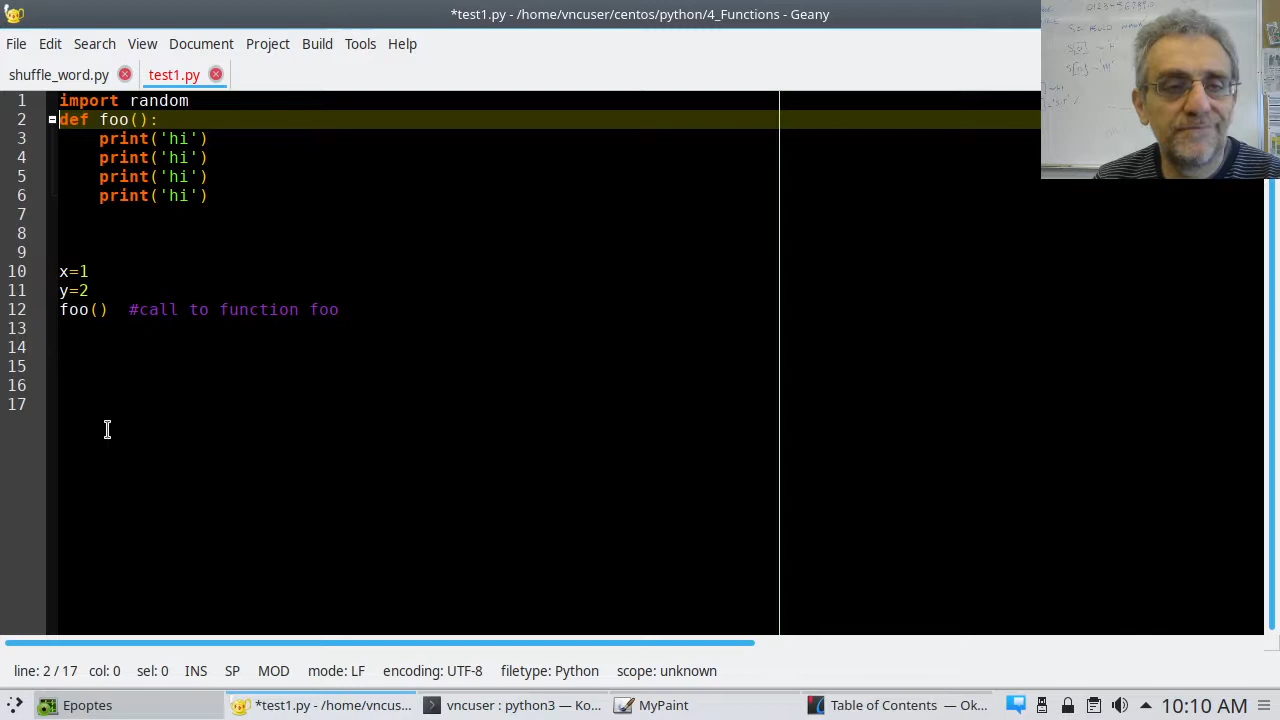 *test1.py - /home/vncuser/centos/python/4_Functions - Geany
File Edit Search View Document Project Build Tools Help
shuffle_word.py test1.py
1 import random
2 def foo():
3 print('hi')
4 print('hi')
5 print('hi')
6 print('hi')
7
8
9
10 x=1
11 y=2
12 foo() #call to function foo
13
14
15
16
17
line: 2 / 17 col: 0 sel: 0 INS SP MOD mode: LF encoding: UTF-8 filetype: Python scope: unknown
Epoptes *test1.py - /home/vncus... vncuser : python3 — Ko... MyPaint Table of Contents — Ok... 10:10 AM